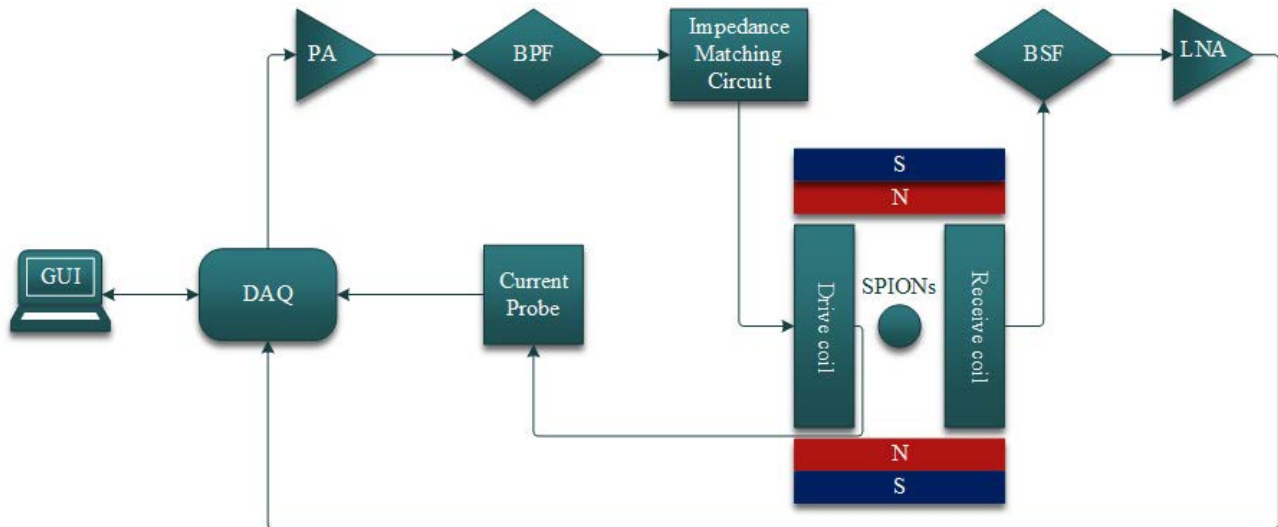 PA
BPF
Impedance
Matching
Circuit
BSF
LNA
S
N
GUI
DAQ
Current
Probe
Drive coil
SPIONs
Receive coil
N
S